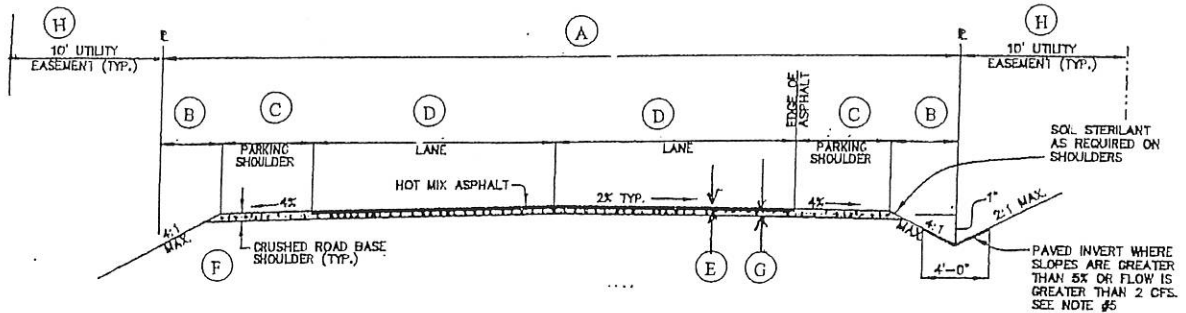 H
A
H
PL
PL
10' UTILITY
EASEMENT (TYP.)
10' UTILITY
EASEMENT (TYP.)
B
C
D
D
EDGE OF
ASPHALT
C
B
PARKING
SHOULDER
LANE
LANE
PARKING
SHOULDER
SOIL STERILANT
AS REQUIRED ON
SHOULDERS
HOT MIX ASPHALT
4%
2% TYP.
4%
4:1
MAX.
CRUSHED ROAD BASE
SHOULDER (TYP.)
F
E
G
4:1
MAX.
2:1 MAX.
4'-0"
PAVED INVERT WHERE
SLOPES ARE GREATER
THAN 5% OR FLOW IS
GREATER THAN 2 CFS.
SEE NOTE #5